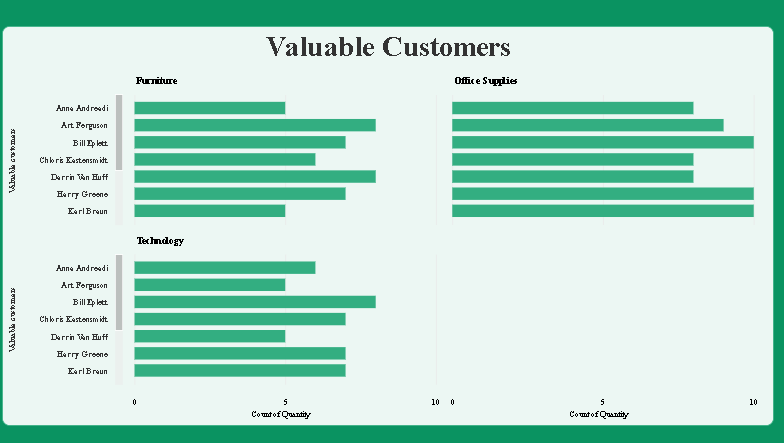 Valuable Customers
Furniture
Office Supplies
Valuable customers
Anne Andreadi
Art Ferguson
Bill Eplett
Chloris Kastensmidt
Darrin Van Huff
Harry Greene
Karl Braun
Technology
Valuable customers
Anna Andreadi
Art Ferguson
Bill Eplett
Chloris Kastensmidt
Darrin Van Huff
Harry Greene
Karl Braun
0 5 10 0 5 10
Count of Quantity Count of Quantity